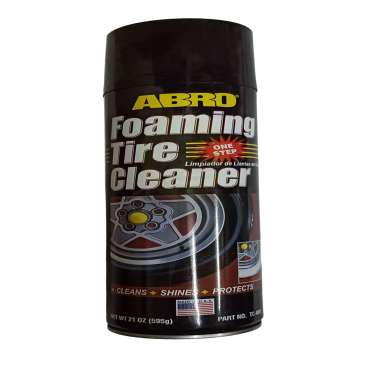 ABRO
Foaming
Tire
Cleaner
ONE
STEP
Limpiador de Llantas
CLEANS + SHINES + PROTECTS
NET WT 21 OZ (595g)
PART NO.